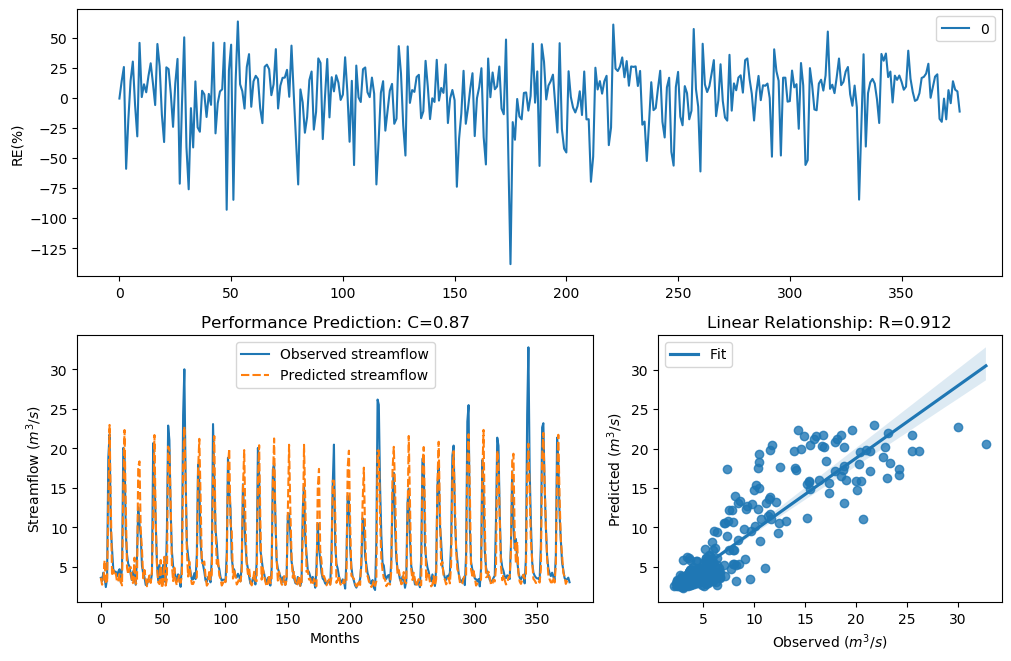 0
RE(%)
50
25
0
−25
−50
−75
−100
−125
0 50 100 150 200 250 300 350
Performance Prediction: C=0.87
Observed streamflow
Predicted streamflow
Streamflow (m³/s)
30
25
20
15
10
5
0 50 100 150 200 250 300 350
Months
Linear Relationship: R=0.912
Fit
Predicted (m³/s)
30
25
20
15
10
5
5 10 15 20 25 30
Observed (m³/s)